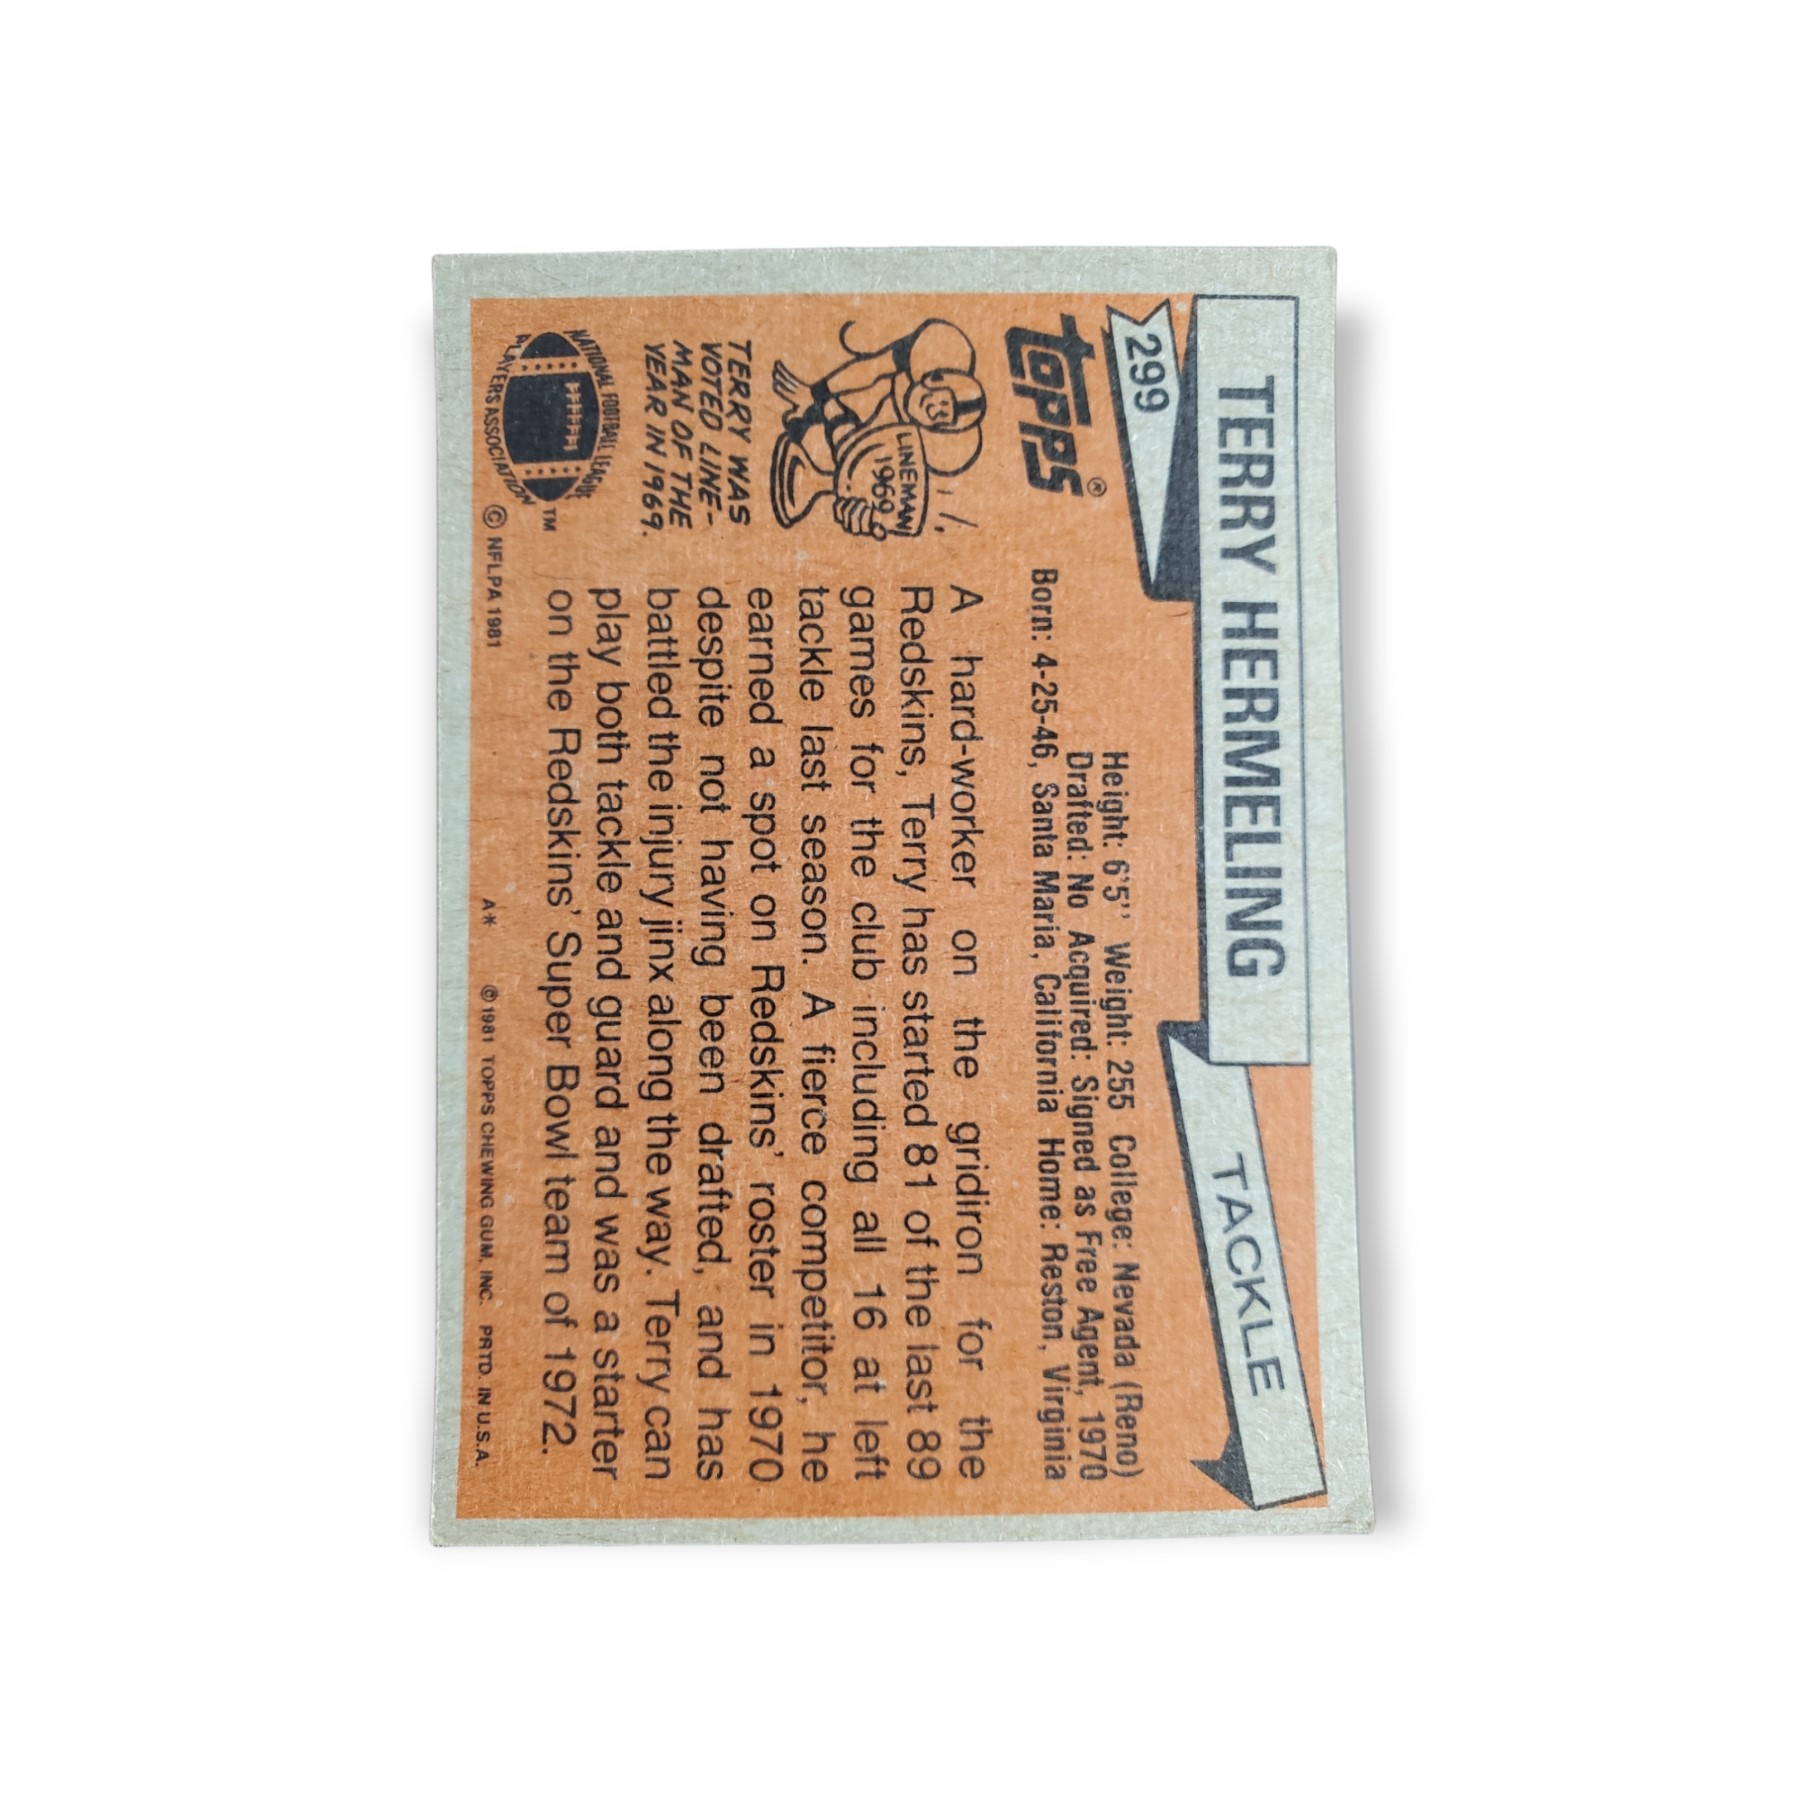 TERRY HERMELING
TACKLE
299
TOPPS®
Height: 6'5'' Weight: 255 College: Nevada (Reno)
Drafted: No Acquired: Signed as Free Agent, 1970
Born: 4-25-46, Santa Maria, California Home: Reston, Virginia
LINEMAN
1969
TERRY WAS
VOTED LINE-
MAN OF THE
YEAR IN 1969.
A hard-worker on the gridiron for the
Redskins, Terry has started 81 of the last 89
games for the club including all 16 at left
tackle last season. A fierce competitor, he
earned a spot on Redskins' roster in 1970
despite not having been drafted, and has
battled the injury jinx along the way. Terry can
play both tackle and guard and was a starter
on the Redskins' Super Bowl team of 1972.
NATIONAL FOOTBALL LEAGUE
PLAYERS ASSOCIATION
TM
© NFLPA 1981
A*
© 1981 TOPPS CHEWING GUM, INC. PRTD. IN U.S.A.